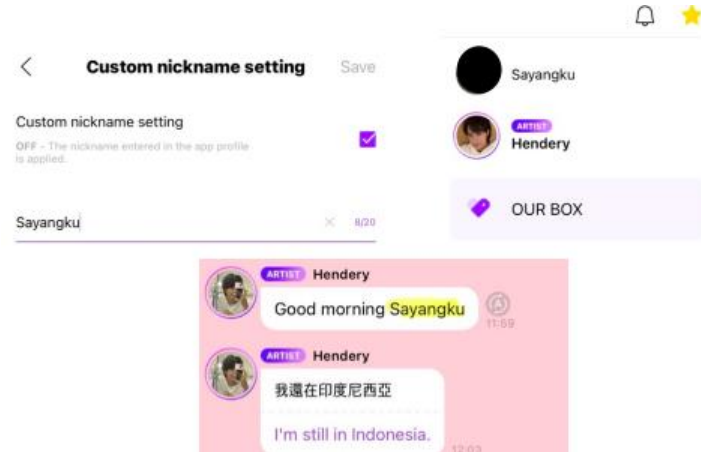 Custom nickname setting
Save
Custom nickname setting
OFF - The nickname entered in the app profile
is applied.
Sayangku
8/20
Sayangku
ARTIST
Hendery
OUR BOX
ARTIST Hendery
Good morning Sayangku
11:59
ARTIST Hendery
我還在印度尼西亞
I'm still in Indonesia.
12:03